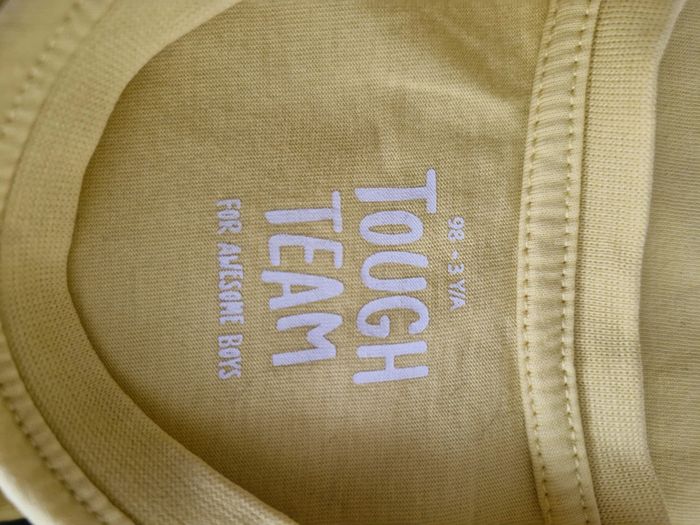 98 - 3 Y/A
TOUGH
TEAM
FOR AWESOME BOYS